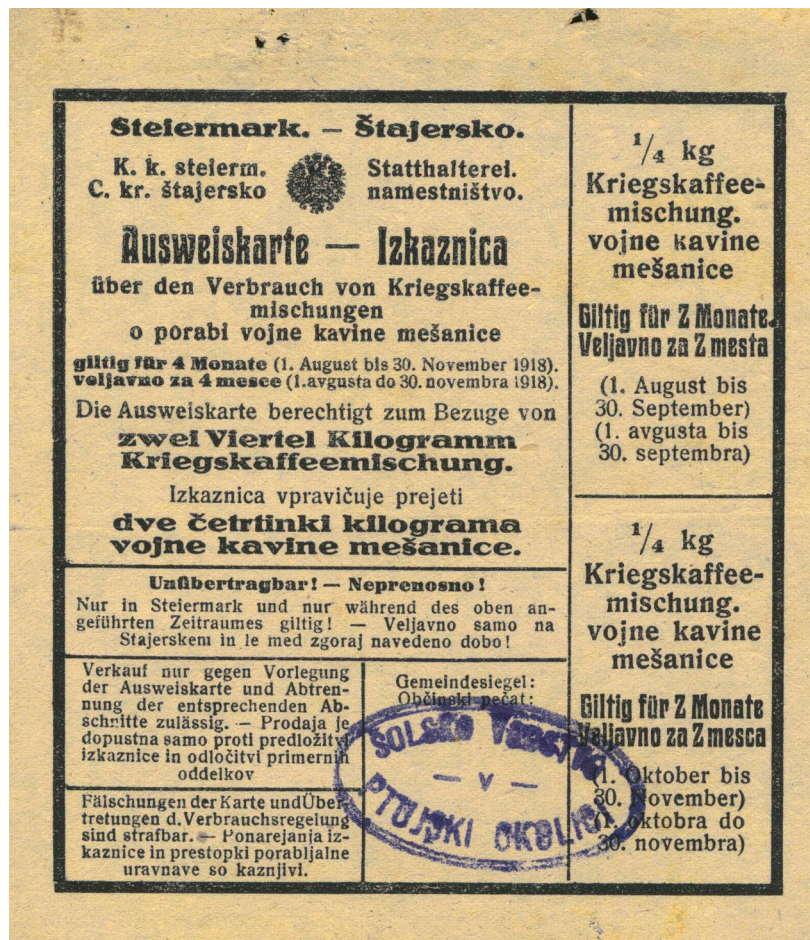 Steiermark. — Štajersko.
K. k. steierm. Statthalterei.
C. kr. štajersko namestništvo.
Ausweiskarte — Izkaznica
über den Verbrauch von Kriegskaffee-
mischungen
o porabi vojne kavine mešanice
giltig für 4 Monate (1. August bis 30. November 1918).
veljavno za 4 mesce (1.avgusta do 30. novembra 1918).
Die Ausweiskarte berechtigt zum Bezuge von
zwei Viertel Kilogramm
Kriegskaffeemischung.
Izkaznica vpravičuje prejeti
dve četrtinki kilograma
vojne kavine mešanice.
Unübertragbar! — Neprenosno!
Nur in Steiermark und nur während des oben an-
geführten Zeitraumes giltig! — Veljavno samo na
Stajerskem in le med zgoraj navedeno dobo!
Verkauf nur gegen Vorlegung
der Ausweiskarte und Abtren-
nung der entsprechenden Ab-
schnitte zulässig. — Prodaja je
dopustna samo proti predložitvi
izkaznice in odločitvi primernih
oddelkov
Fälschungen der Karte und Über-
tretungen d. Verbrauchsregelung
sind strafbar. — Ponarejanja iz-
kaznice in prestopki porabljalne
uravnave so kaznjivi.
Gemeindesiegel:
Občinski pečat:
ŠOLSKO
— V —
PTUJSKI OKOLICI
1/4 kg
Kriegskaffee-
mischung.
vojne kavine
mešanice
Giltig für 2 Monate.
Veljavno za 2 mesta
(1. August bis
30. September)
(1. avgusta bis
30. septembra)
1/4 kg
Kriegskaffee-
mischung.
vojne kavine
mešanice
Giltig für 2 Monate
Veljavno za 2 mesca
(1. Oktober bis
30. November)
(1. oktobra do
30. novembra)